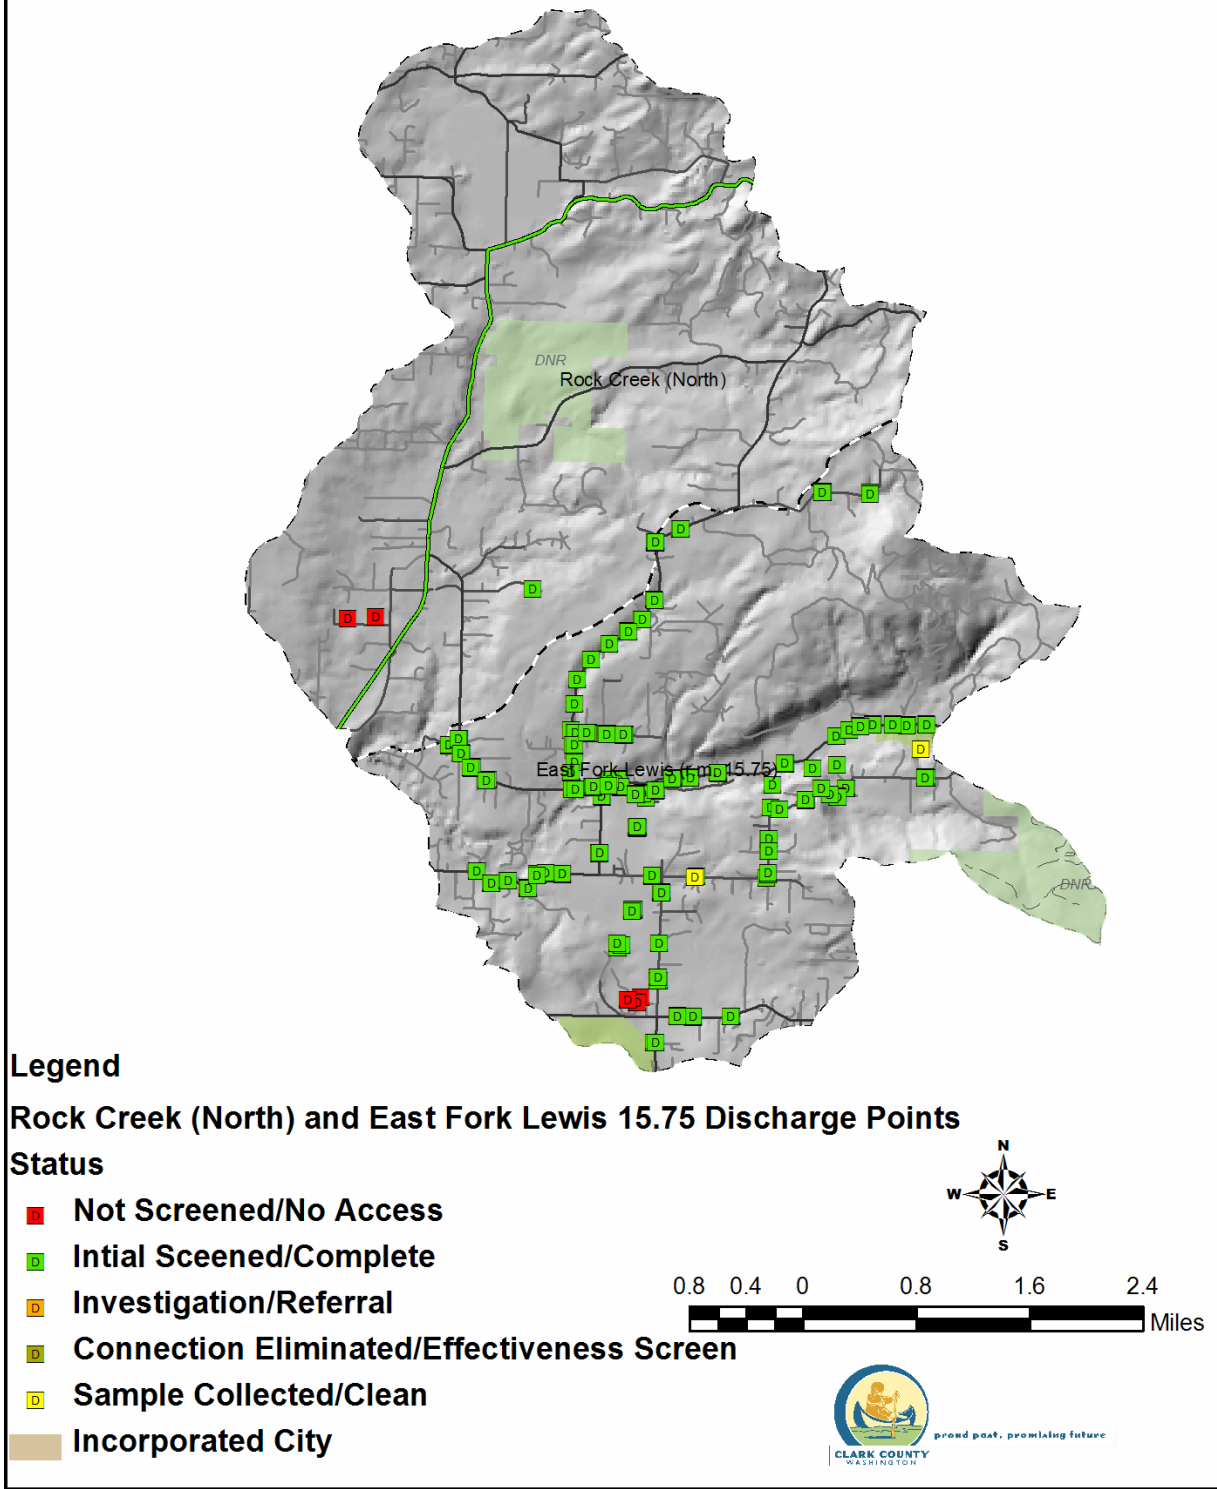 DNR
Rock Creek (North)
East Fork Lewis (r.m. 15.75)
DNR
Legend
Rock Creek (North) and East Fork Lewis 15.75 Discharge Points
Status
D Not Screened/No Access
D Intial Sceened/Complete
D Investigation/Referral
D Connection Eliminated/Effectiveness Screen
D Sample Collected/Clean
Incorporated City
N
W E
S
0.8 0.4 0 0.8 1.6 2.4
Miles
proud past, promising future
CLARK COUNTY
WASHINGTON